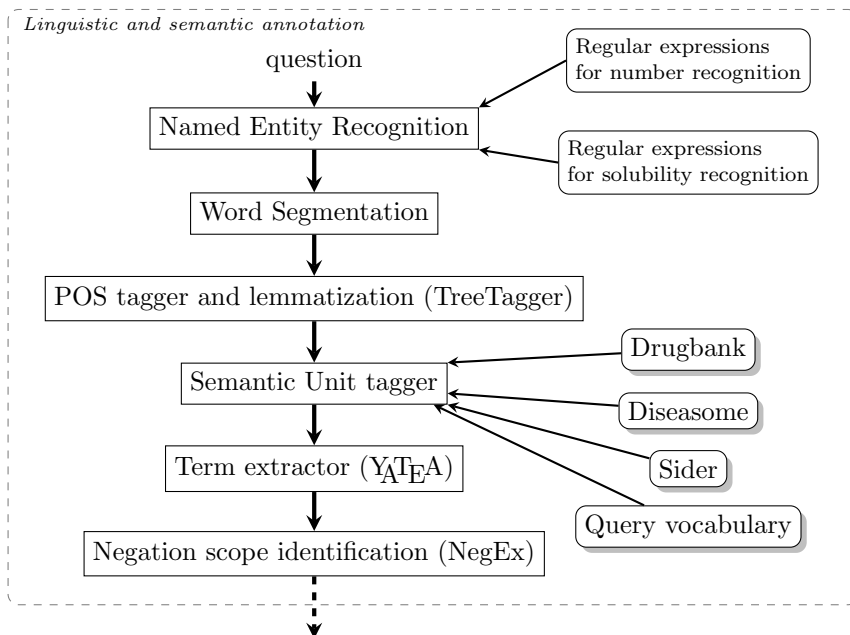 Linguistic and semantic annotation
question
Regular expressions
for number recognition
Named Entity Recognition
Regular expressions
for solubility recognition
Word Segmentation
POS tagger and lemmatization (TreeTagger)
Drugbank
Semantic Unit tagger
Diseasome
Term extractor (YATEA)
Sider
Query vocabulary
Negation scope identification (NegEx)